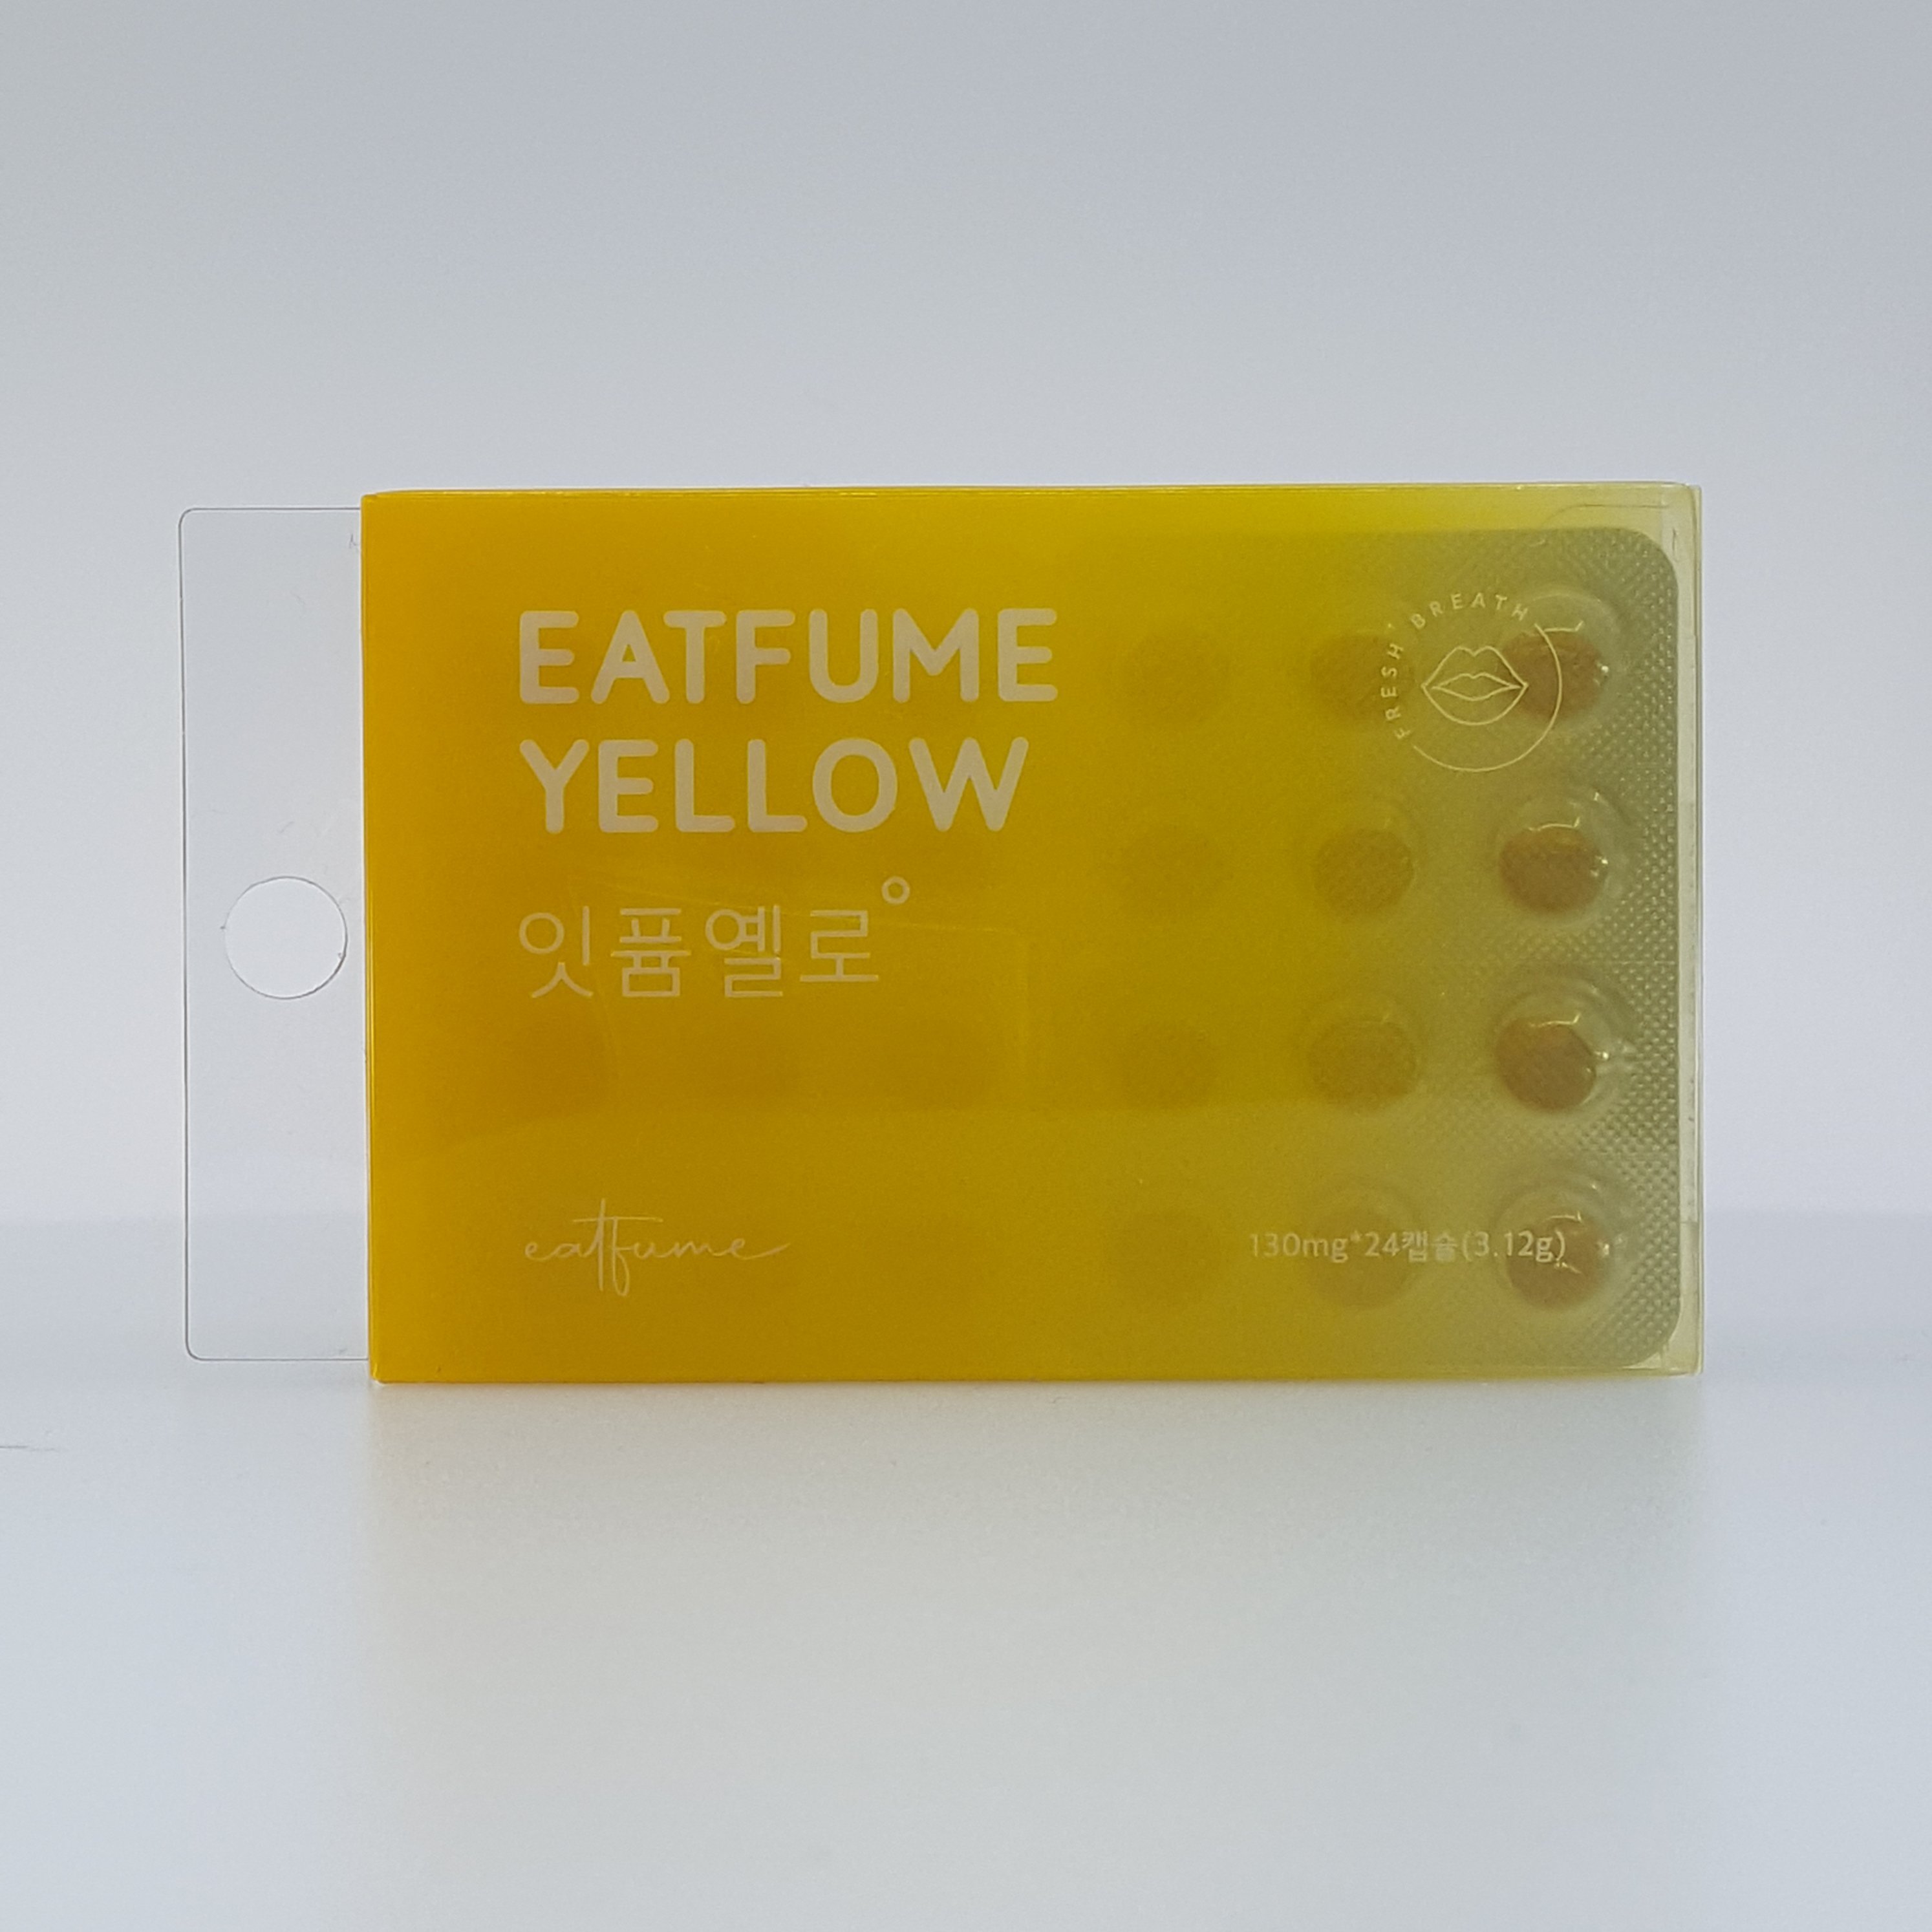 EATFUME
YELLOW
잇퓸옐로°
FRESH BREATH
eatfume
130mg*24캡슐(3.12g)